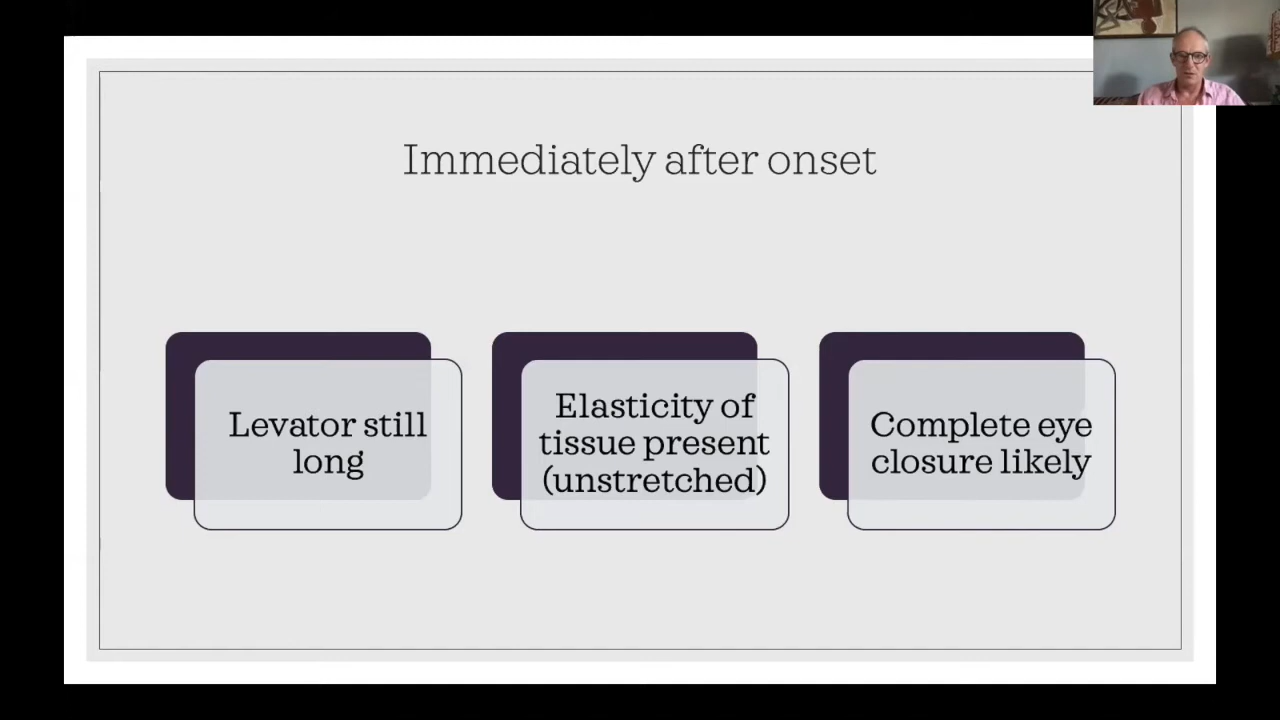 Immediately after onset
Levator still
long
Elasticity of
tissue present
(unstretched)
Complete eye
closure likely